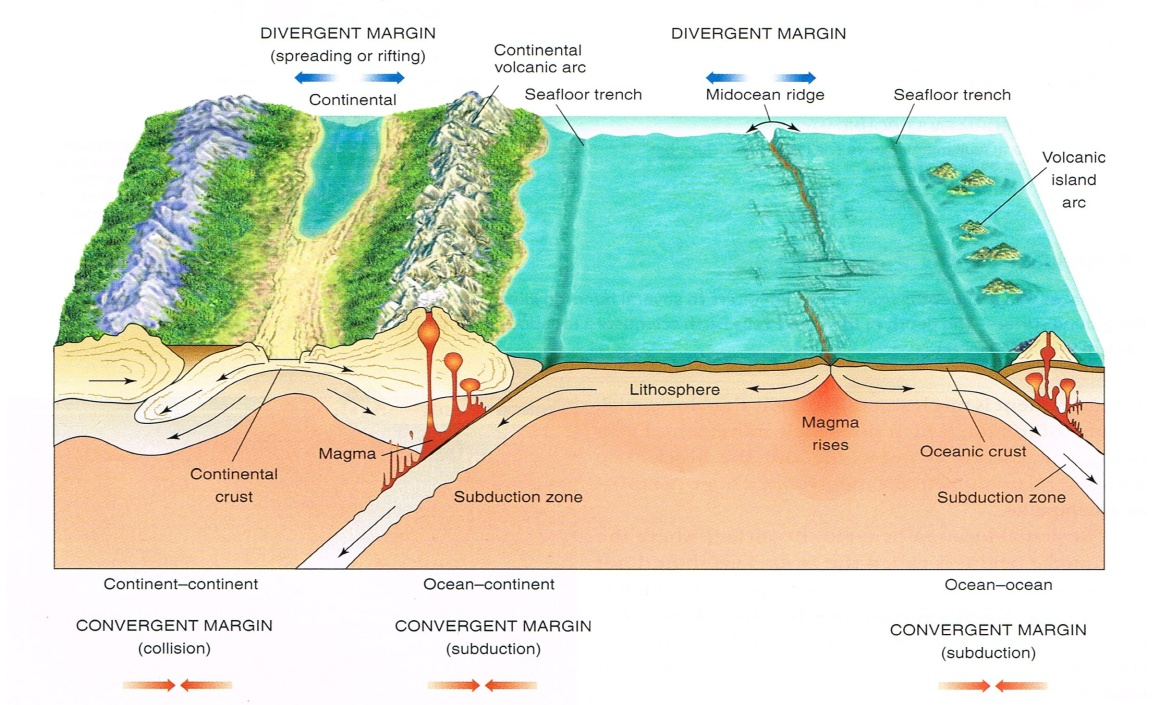 DIVERGENT MARGIN
(spreading or rifting)
Continental
Continental
volcanic arc
Seafloor trench
DIVERGENT MARGIN
Midocean ridge
Seafloor trench
Volcanic
island
arc
Lithosphere
Magma
rises
Oceanic crust
Magma
Continental
crust
Subduction zone
Subduction zone
Continent–continent
Ocean–continent
Ocean–ocean
CONVERGENT MARGIN
(collision)
CONVERGENT MARGIN
(subduction)
CONVERGENT MARGIN
(subduction)